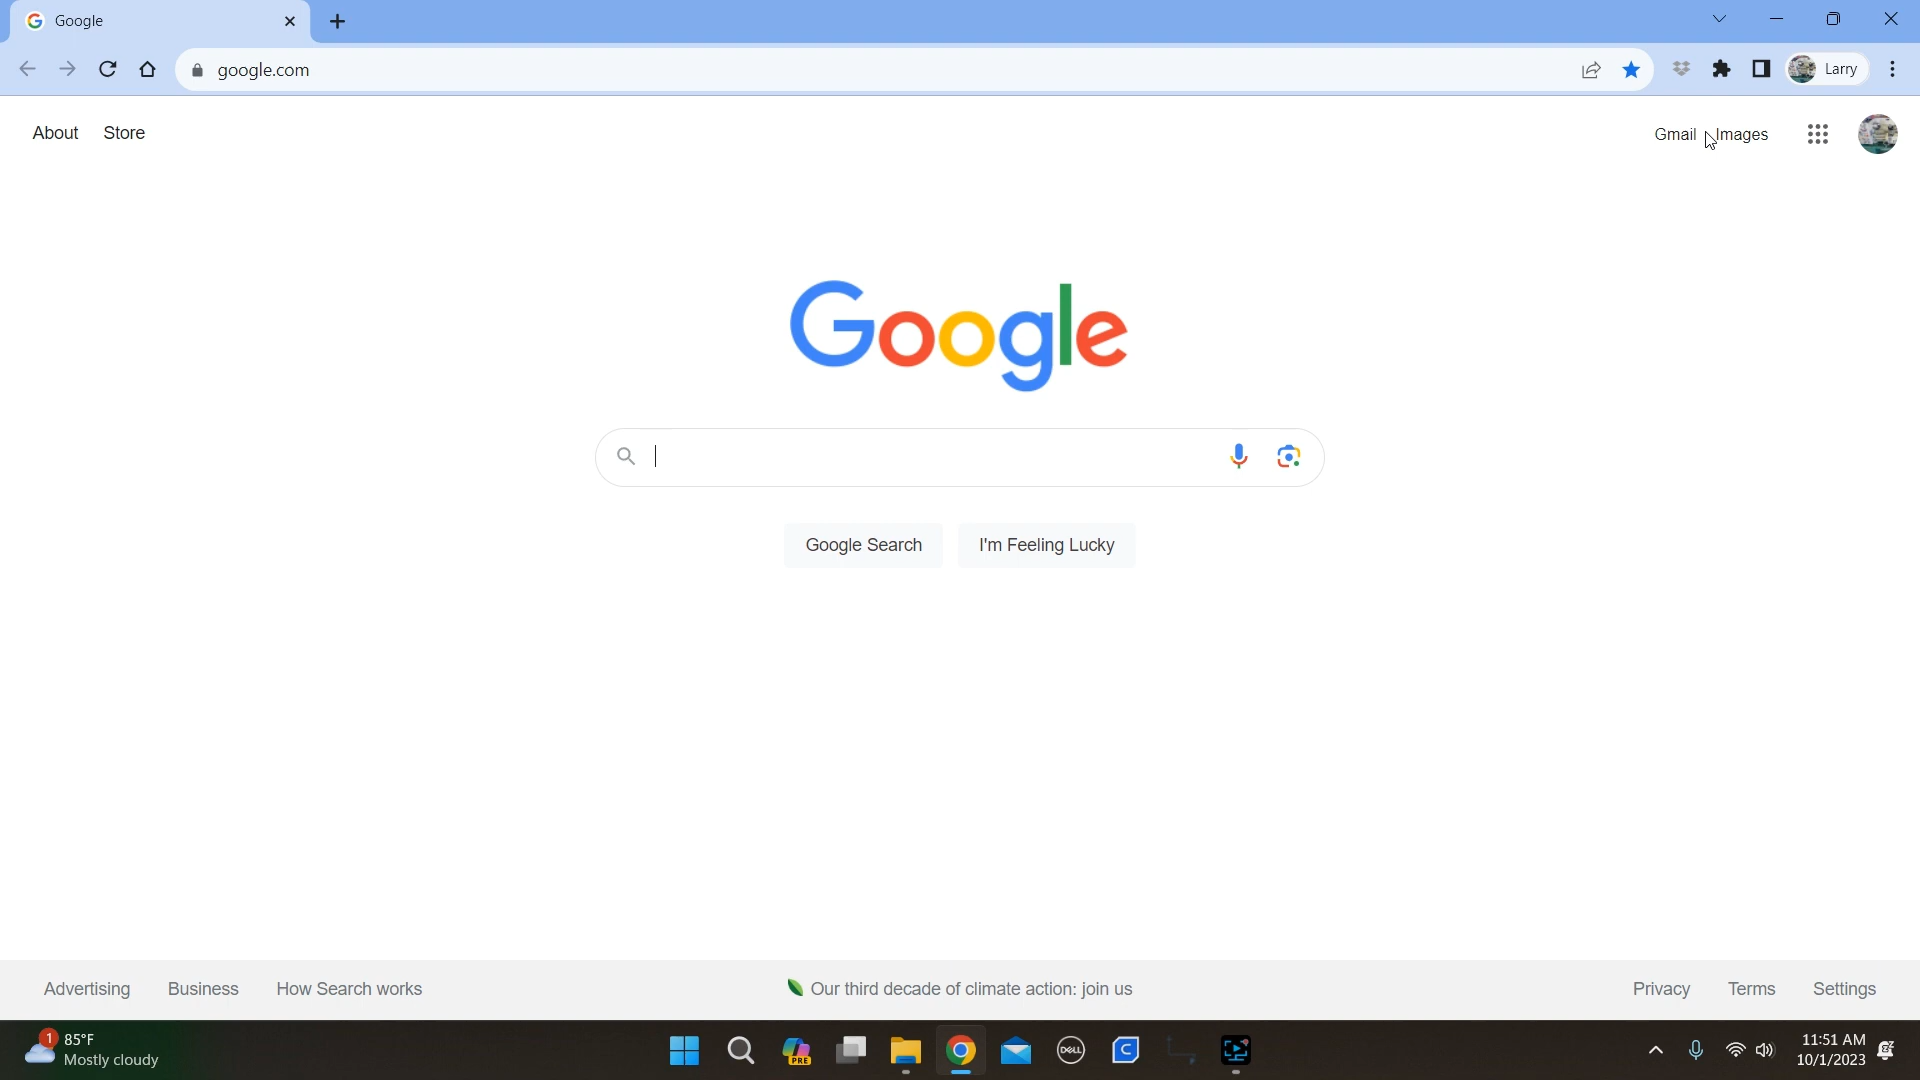 Google
google.com
Larry
About Store
Gmail Images
Google
Google Search I'm Feeling Lucky
Advertising Business How Search works
Our third decade of climate action: join us
Privacy Terms Settings
1 85°F
Mostly cloudy
PRE
DELL
C
11:51 AM
10/1/2023